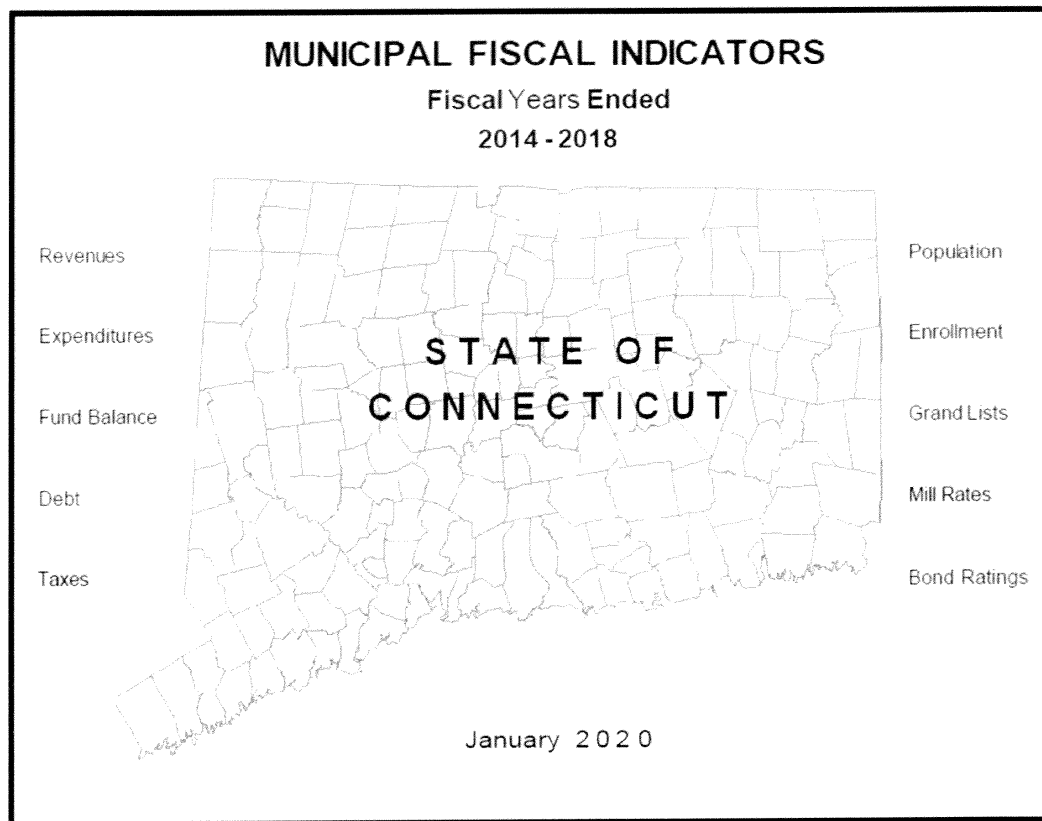 MUNICIPAL FISCAL INDICATORS
Fiscal Years Ended
2014 - 2018
Revenues
Expenditures
Fund Balance
Debt
Taxes
STATE OF
CONNECTICUT
Population
Enrollment
Grand Lists
Mill Rates
Bond Ratings
January 2020